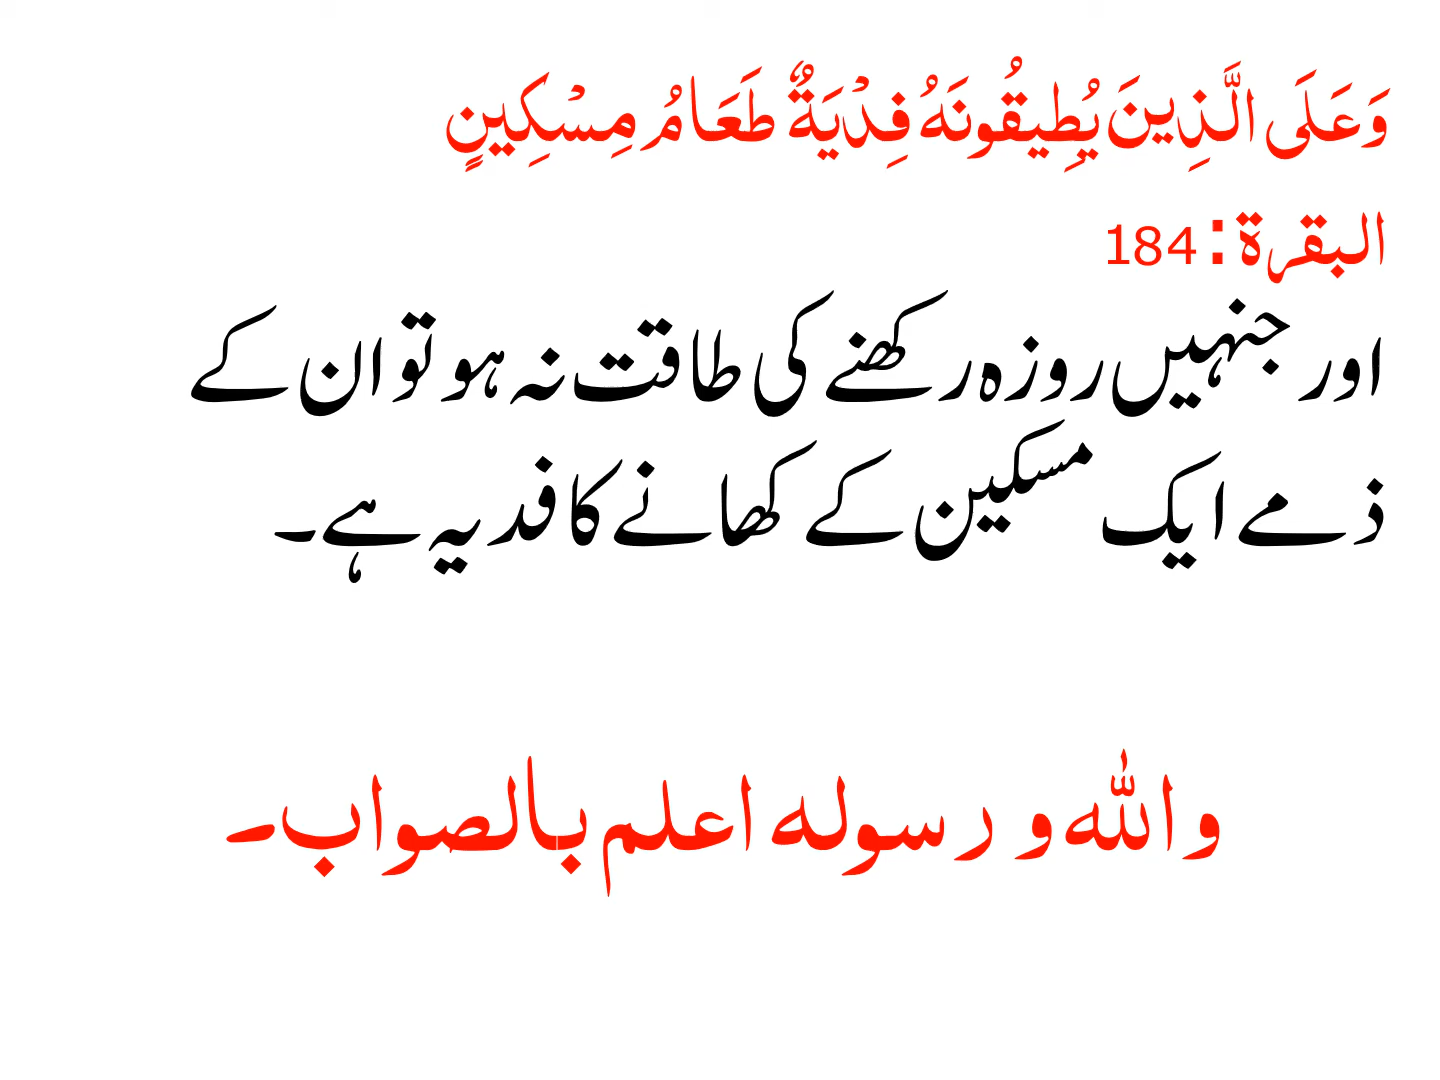 وَعَلَى الَّذِينَ يُطِيقُونَهُ فِدْيَةٌ طَعَامُ مِسْكِينٍ
البقرة: 184
اور جنہیں روزہ رکھنے کی طاقت نہ ہو تو ان کے
ذمے ایک مسکین کے کھانے کا فدیہ ہے۔
واللہ و رسولہ اعلم بالصواب۔